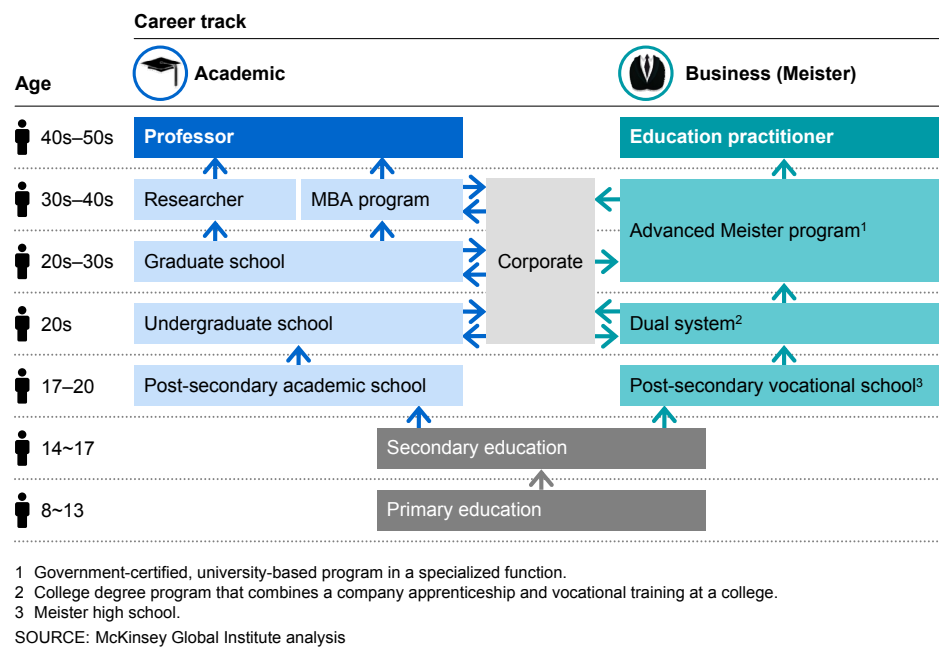 Career track
Age
Academic
Business (Meister)
40s–50s
Professor
Education practitioner
30s–40s
Researcher
MBA program
Advanced Meister program1
20s–30s
Graduate school
Corporate
20s
Undergraduate school
Dual system2
17–20
Post-secondary academic school
Post-secondary vocational school3
14~17
Secondary education
8~13
Primary education
1 Government-certified, university-based program in a specialized function.
2 College degree program that combines a company apprenticeship and vocational training at a college.
3 Meister high school.
SOURCE: McKinsey Global Institute analysis